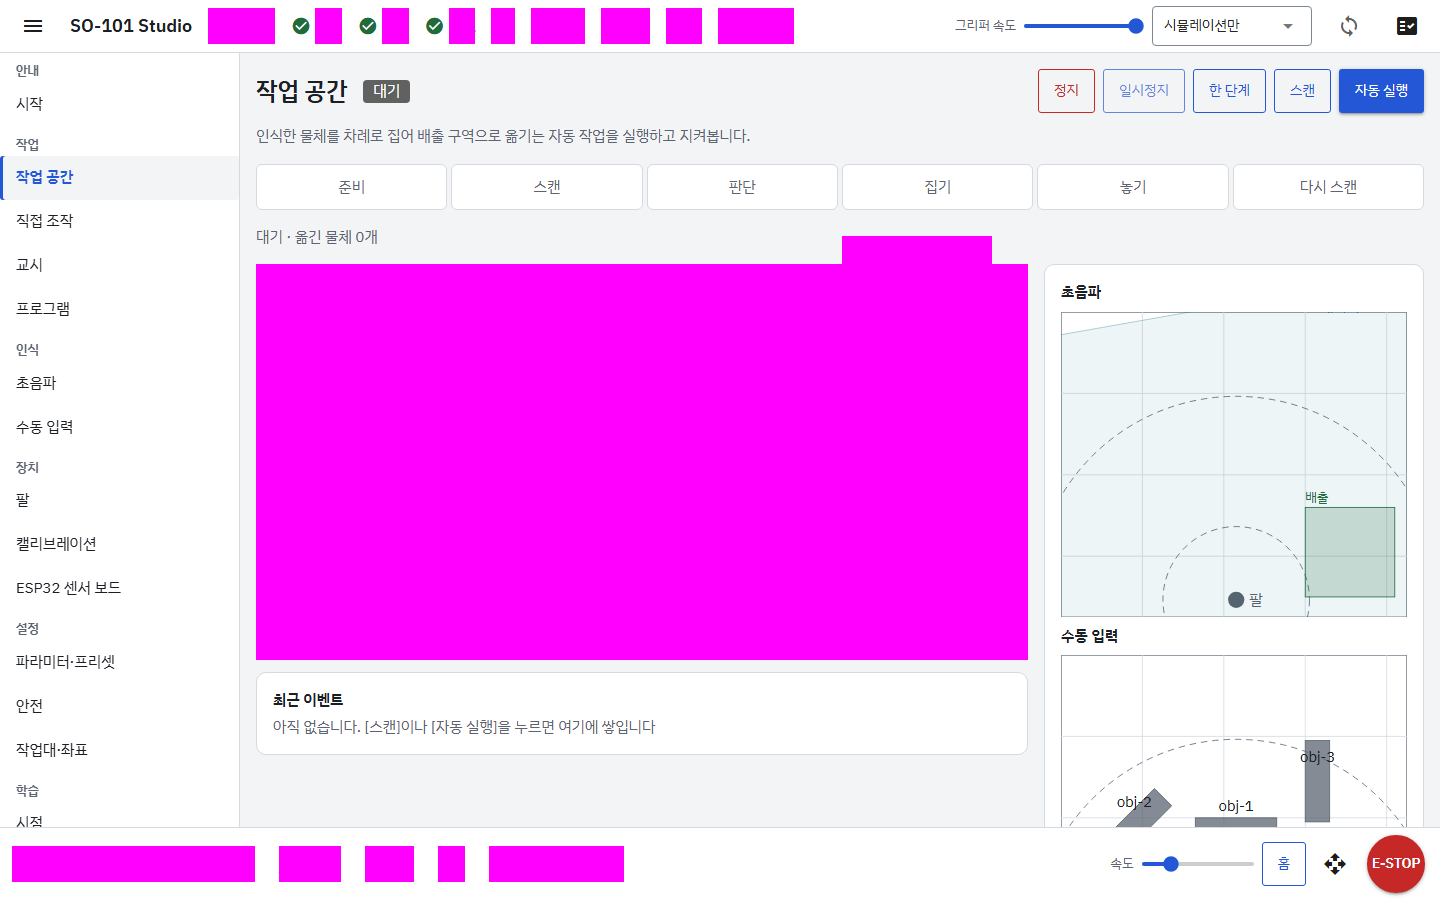 SO-101 Studio
그리퍼 속도
시뮬레이션만
안내
시작
작업
작업 공간
직접 조작
교시
프로그램
인식
초음파
수동 입력
장치
팔
캘리브레이션
ESP32 센서 보드
설정
파라미터·프리셋
안전
작업대·좌표
학습
시점
작업 공간
대기
정지
일시정지
한 단계
스캔
자동 실행
인식한 물체를 차례로 집어 배출 구역으로 옮기는 자동 작업을 실행하고 지켜봅니다.
준비
스캔
판단
집기
놓기
다시 스캔
대기 · 옮긴 물체 0개
최근 이벤트
아직 없습니다. [스캔]이나 [자동 실행]을 누르면 여기에 쌓입니다
초음파
배출
팔
수동 입력
obj-3
obj-2
obj-1
속도
홈
E-STOP